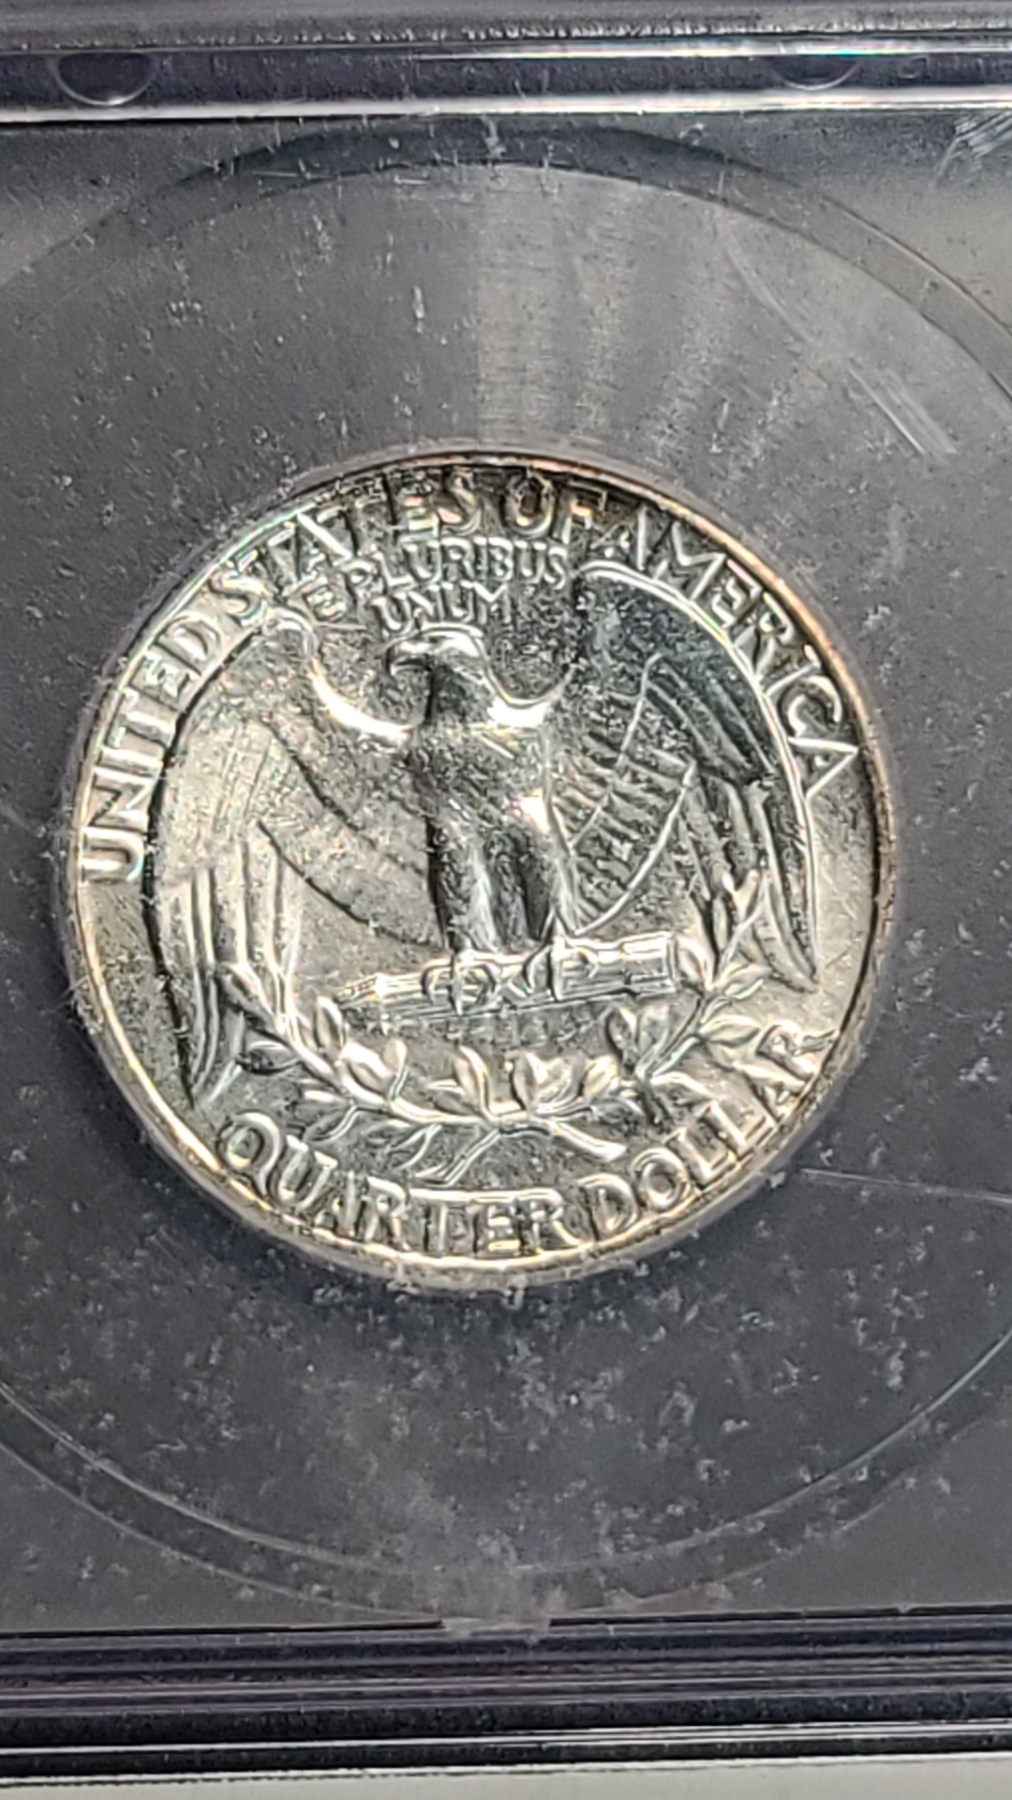 UNITED STATES OF AMERICA
E PLURIBUS
UNUM
QUARTER DOLLAR